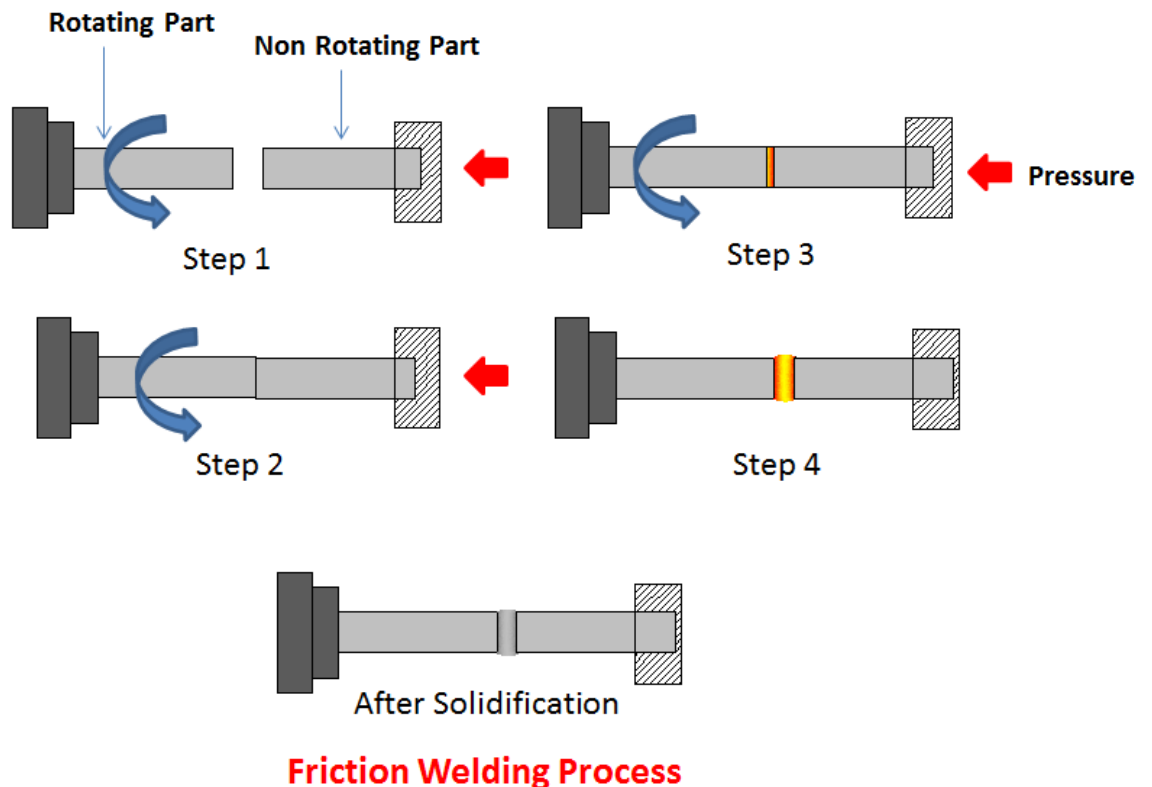 Rotating Part
Non Rotating Part
Step 1
Pressure
Step 3
Step 2
Step 4
After Solidification
Friction Welding Process